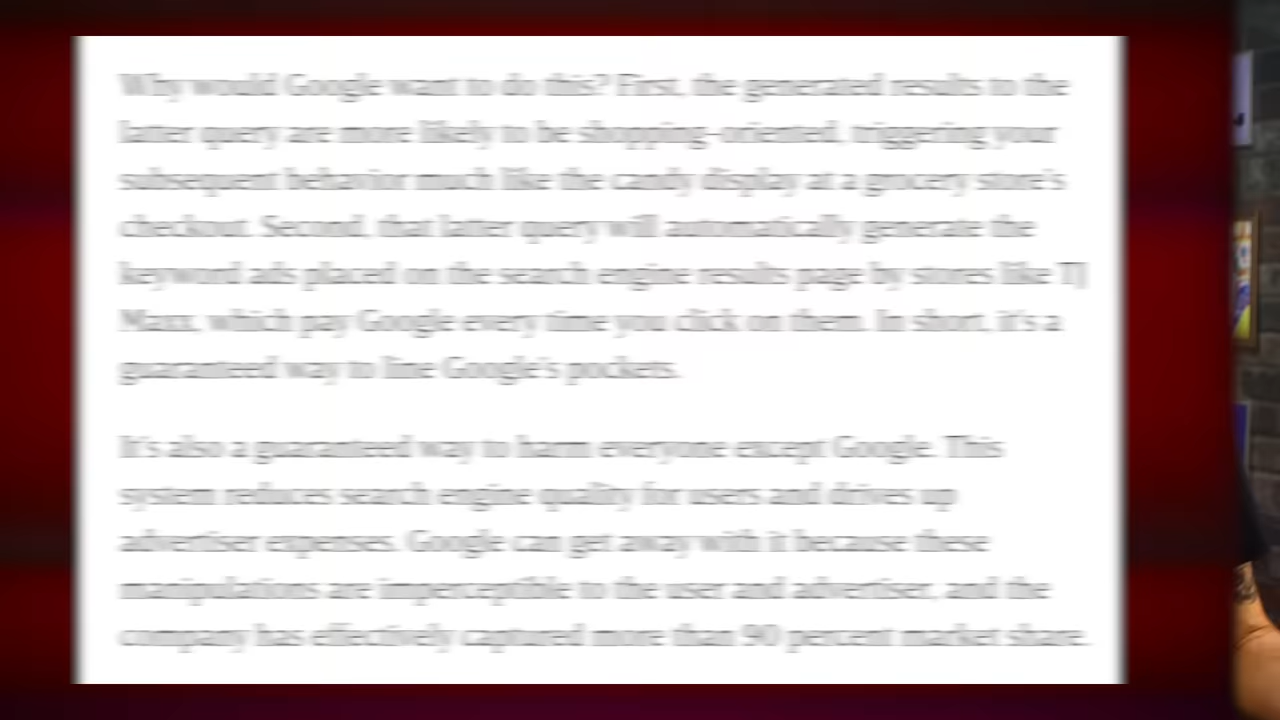 Why would Google want to do this? First, the generated results to the
latter query are more likely to be shopping-oriented, triggering your
subsequent behavior much like the candy display at a grocery store's
checkout. Second, that latter query will automatically generate the
keyword ads placed on the search engine results page by stores like TJ
Maxx, which pay Google every time you click on them. In short, it's a
guaranteed way to line Google's pockets.
It's also a guaranteed way to harm everyone except Google. This
system reduces search engine quality for users and drives up
advertiser expenses. Google can get away with it because these
manipulations are imperceptible to the user and advertiser, and the
company has effectively captured more than 90 percent market share.